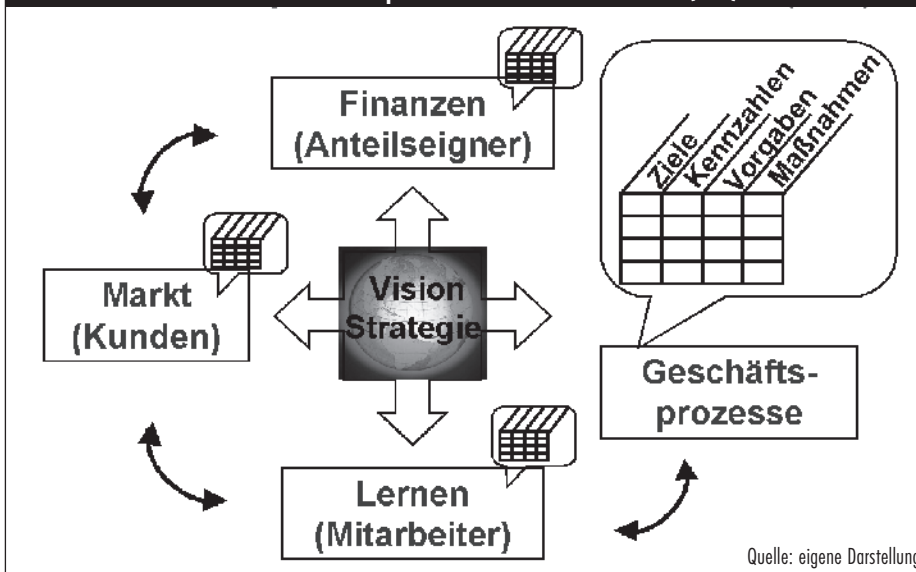 Finanzen
(Anteilseigner)
Ziele
Kennzahlen
Vorgaben
Maßnahmen
Markt
(Kunden)
Vision
Strategie
Geschäfts-
prozesse
Lernen
(Mitarbeiter)
Quelle: eigene Darstellung